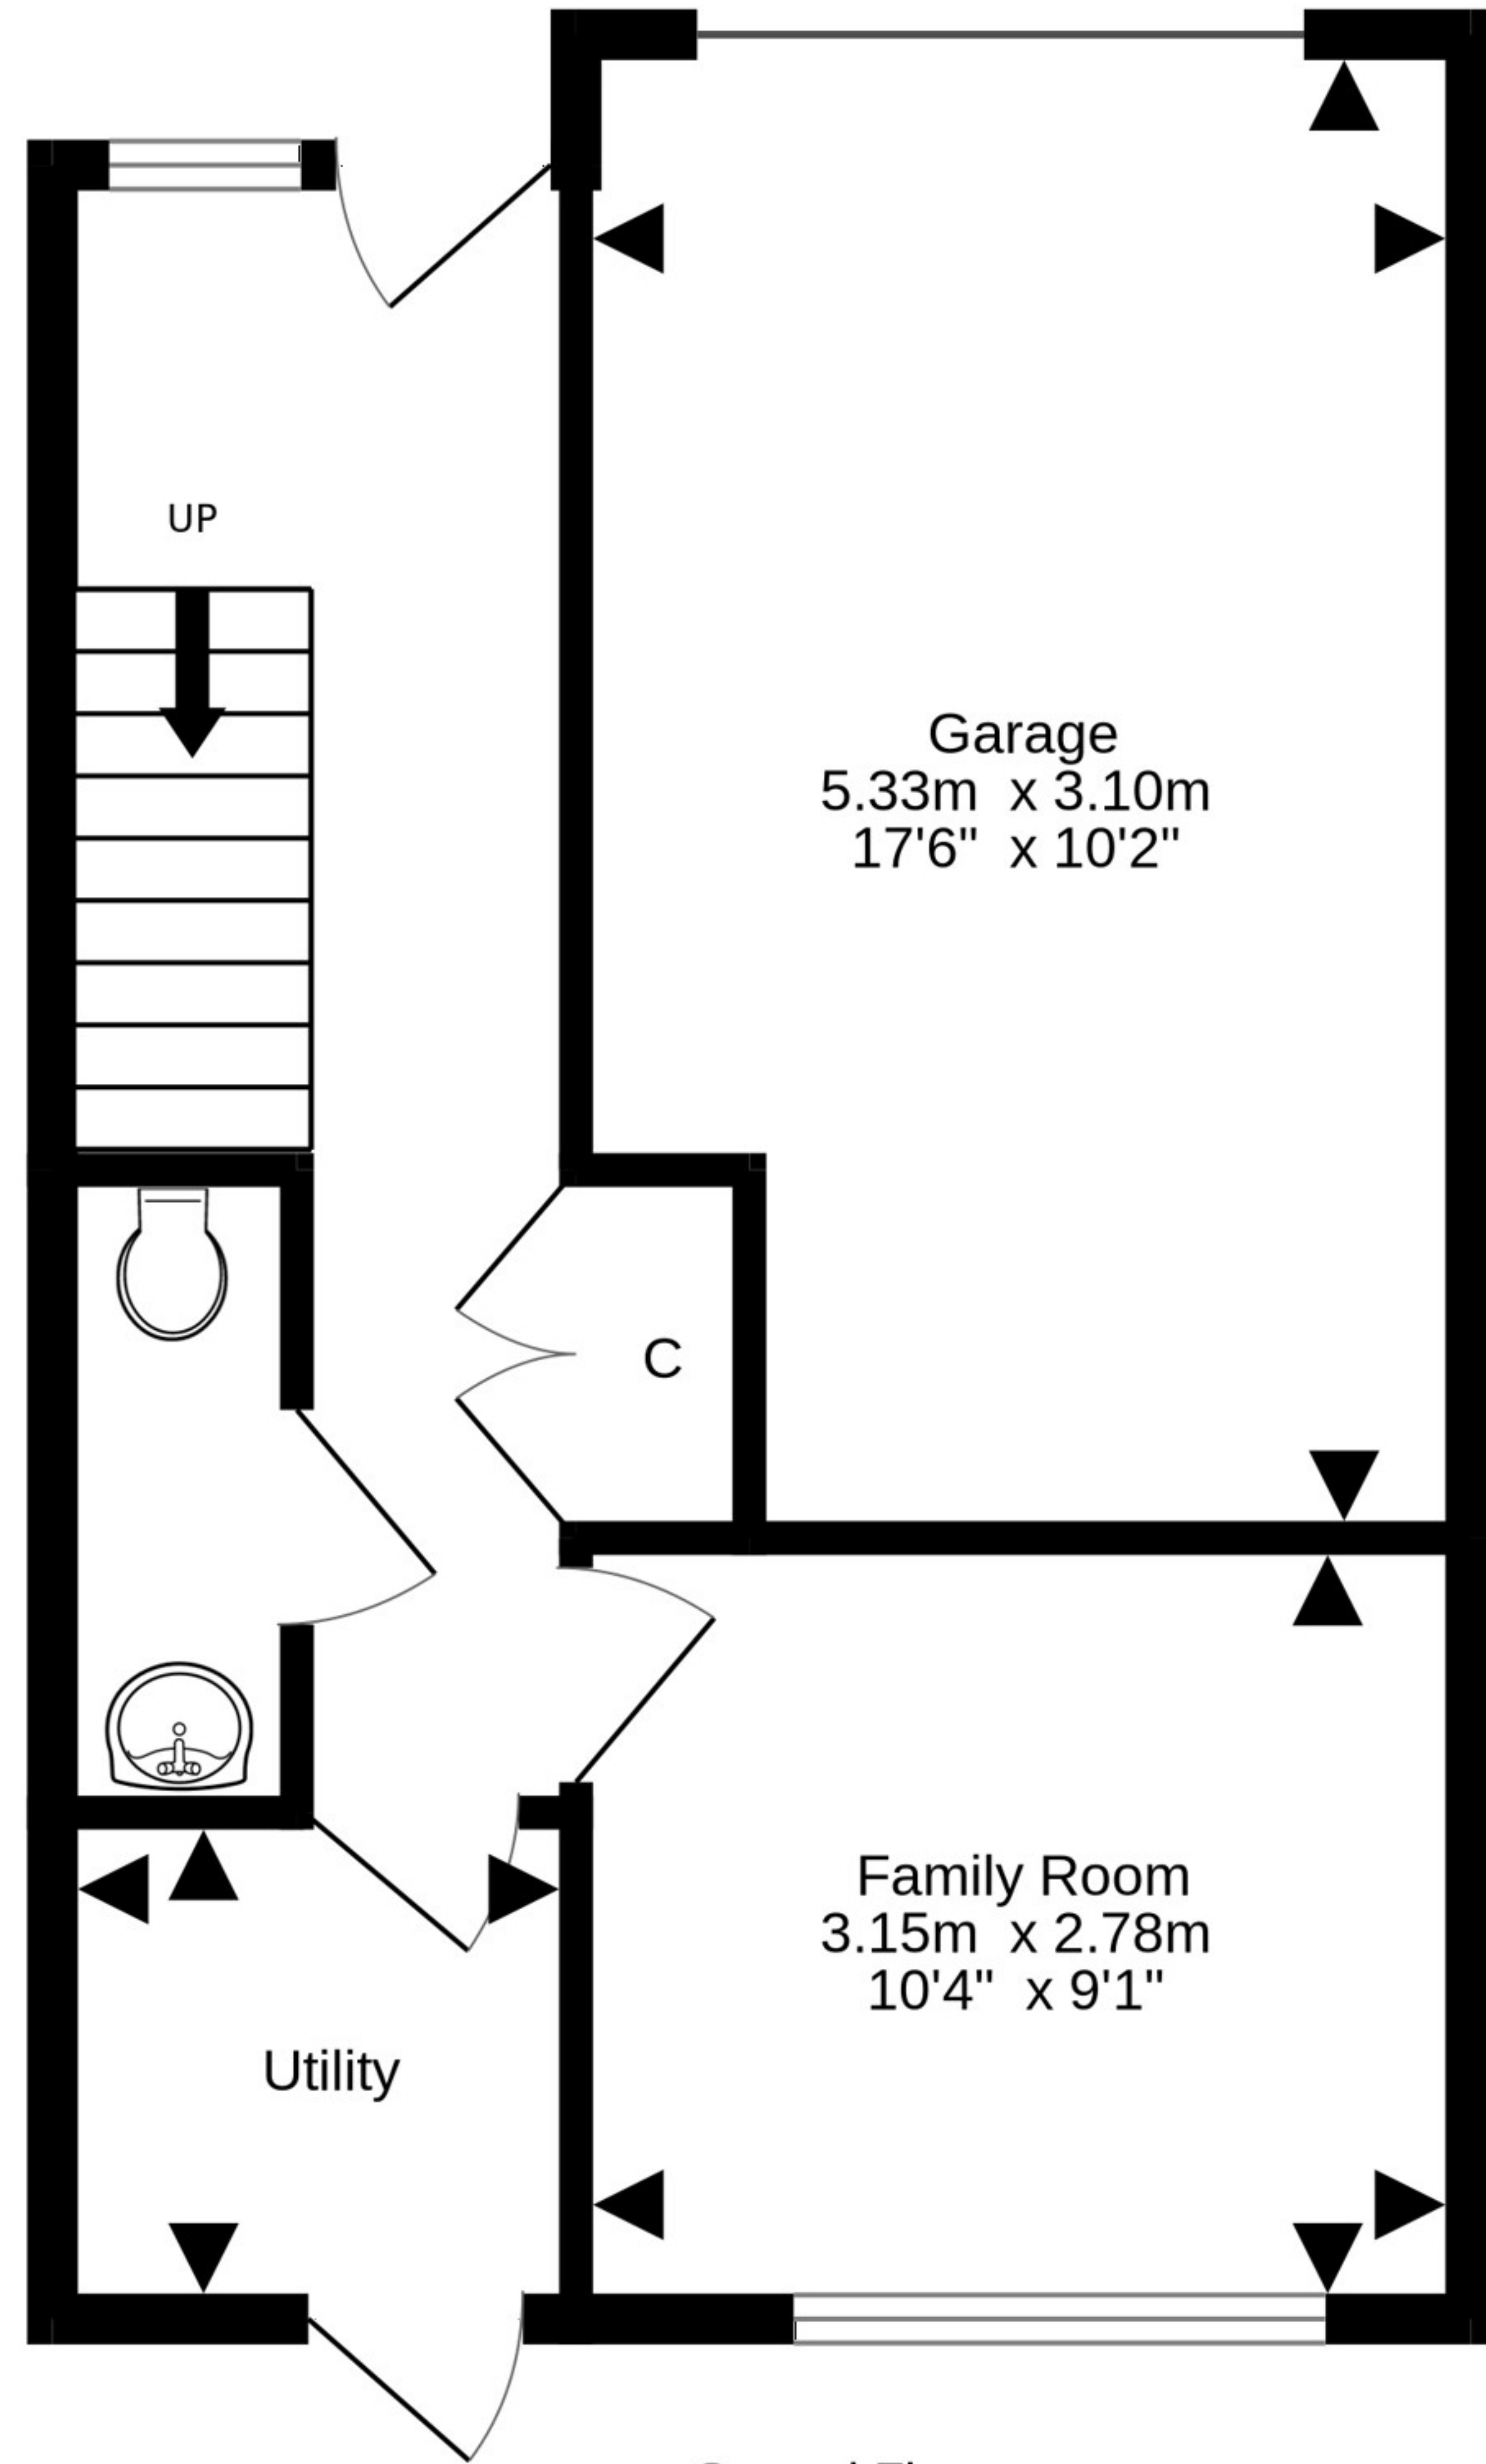 UP
Garage
5.33m x 3.10m
17'6" x 10'2"
C
Family Room
3.15m x 2.78m
10'4" x 9'1"
Utility